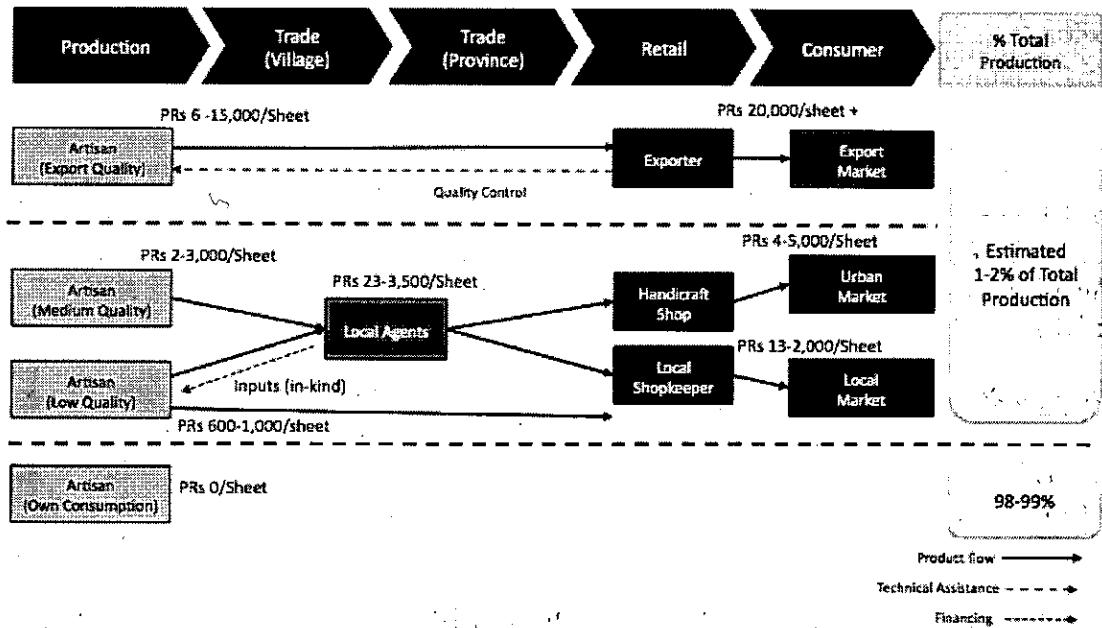 Production
Trade
(Village)
Trade
(Province)
Retail
Consumer
% Total
Production
PRs 6 -15,000/Sheet
PRs 20,000/sheet +
Artisan
(Export Quality)
Exporter
Export
Market
Quality Control
PRs 2-3,000/Sheet
PRs 4-5,000/Sheet
PRs 23-3,500/Sheet
Artisan
(Medium Quality)
Local Agents
Handicraft
Shop
Urban
Market
Estimated
1-2% of Total
Production
PRs 13-2,000/Sheet
Artisan
(Low Quality)
Inputs (in-kind)
Local
Shopkeeper
Local
Market
PRs 600-1,000/sheet
Artisan
(Own Consumption)
PRs 0/Sheet
98-99%
Product flow
Technical Assistance
Financing